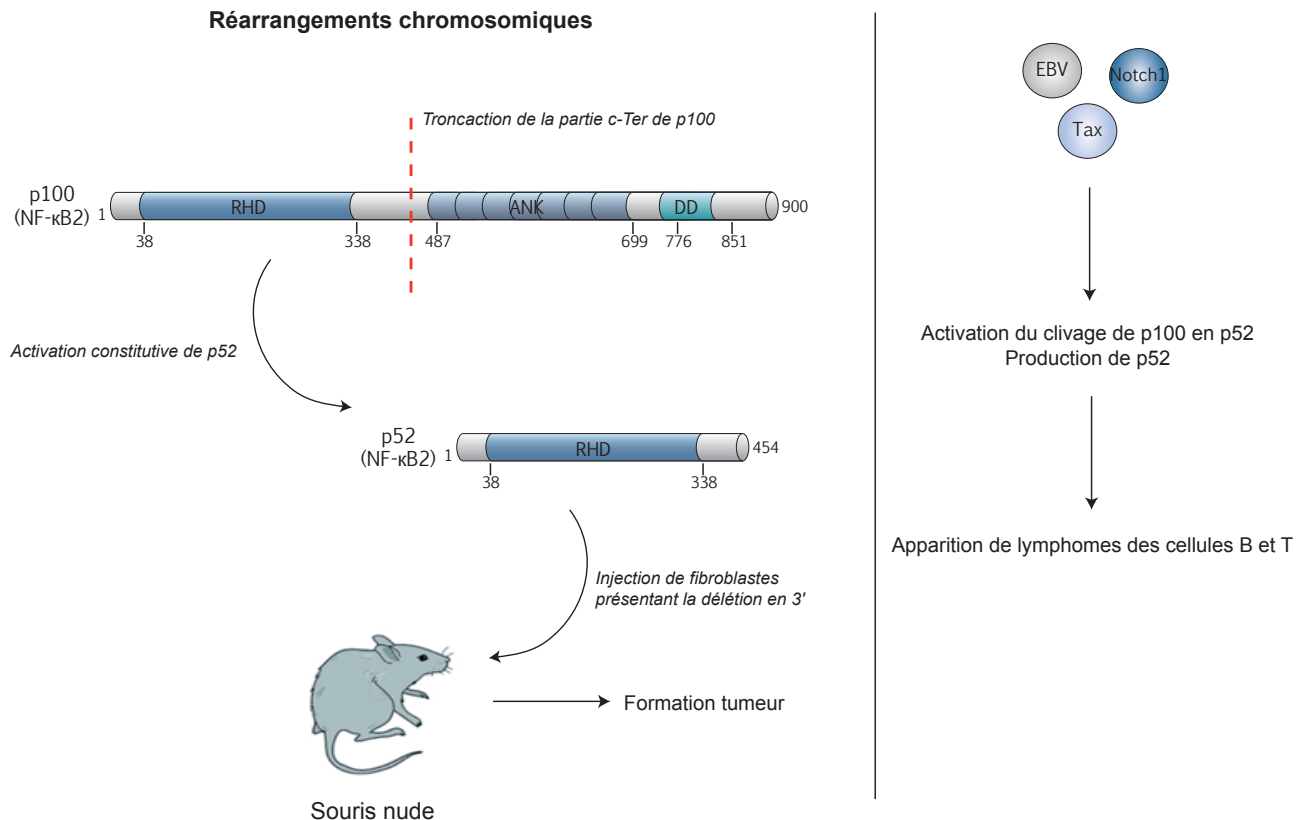 Réarrangements chromosomiques
Troncaction de la partie c-Ter de p100
p100
(NF-κB2)
1
RHD
ANK
DD
900
38
338
487
699
776
851
Activation constitutive de p52
p52
(NF-κB2)
1
RHD
454
38
338
Injection de fibroblastes
présentant la délétion en 3'
Formation tumeur
Souris nude
EBV
Notch1
Tax
Activation du clivage de p100 en p52
Production de p52
Apparition de lymphomes des cellules B et T